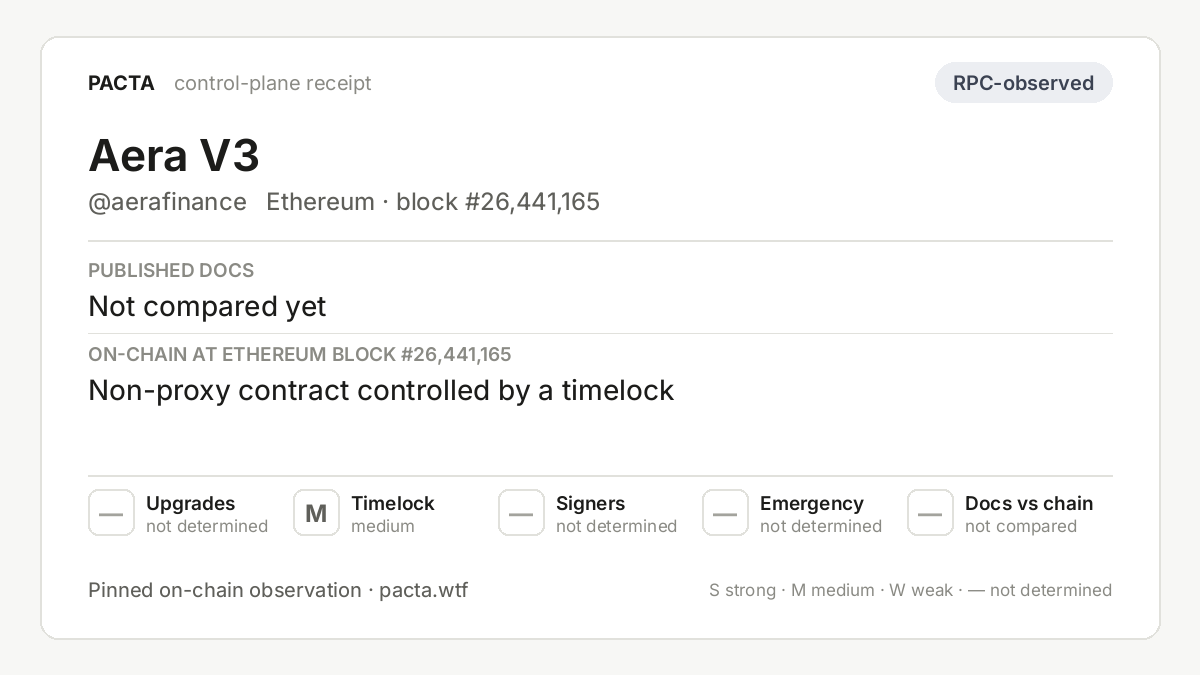 PACTA control-plane receipt
RPC-observed
Aera V3
@aerafinance Ethereum · block #26,441,165
PUBLISHED DOCS
Not compared yet
ON-CHAIN AT ETHEREUM BLOCK #26,441,165
Non-proxy contract controlled by a timelock
— Upgrades
not determined
M Timelock
medium
— Signers
not determined
— Emergency
not determined
— Docs vs chain
not compared
Pinned on-chain observation · pacta.wtf
S strong · M medium · W weak · — not determined